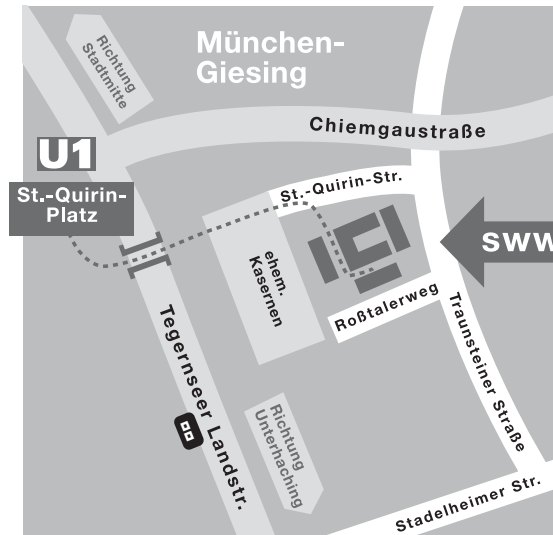 München-
Giesing
Richtung
Stadtmitte
Chiemgaustraße
U1
St.-Quirin-
Platz
St.-Quirin-Str.
SWW
ehem.
Kasernen
Roßtalerweg
Tegernseer Landstr.
Traunsteiner Straße
Richtung
Unterhaching
Stadelheimer Str.